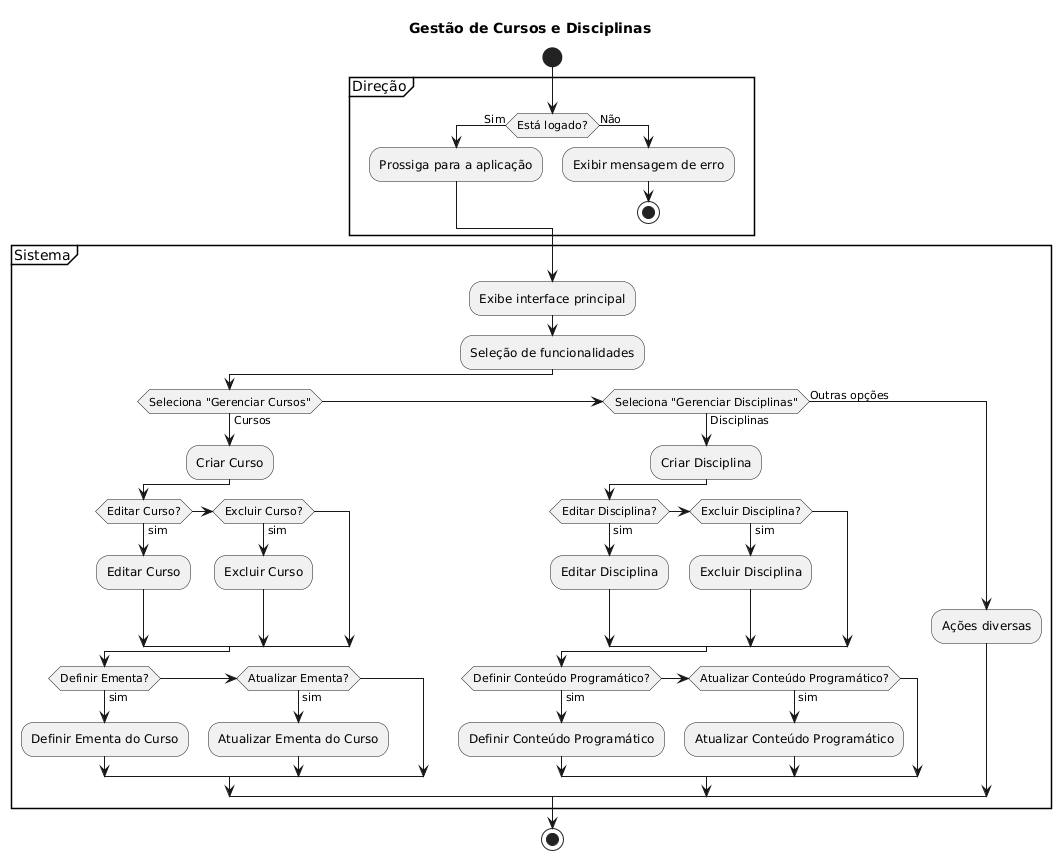 Gestão de Cursos e Disciplinas
Direção
Está logado?
Sim
Não
Prossiga para a aplicação
Exibir mensagem de erro
Sistema
Exibe interface principal
Seleção de funcionalidades
Seleciona "Gerenciar Cursos"
Cursos
Seleciona "Gerenciar Disciplinas"
Disciplinas
Outras opções
Criar Curso
Criar Disciplina
Editar Curso?
sim
Excluir Curso?
sim
Editar Disciplina?
sim
Excluir Disciplina?
sim
Editar Curso
Excluir Curso
Editar Disciplina
Excluir Disciplina
Ações diversas
Definir Ementa?
sim
Atualizar Ementa?
sim
Definir Conteúdo Programático?
sim
Atualizar Conteúdo Programático?
sim
Definir Ementa do Curso
Atualizar Ementa do Curso
Definir Conteúdo Programático
Atualizar Conteúdo Programático